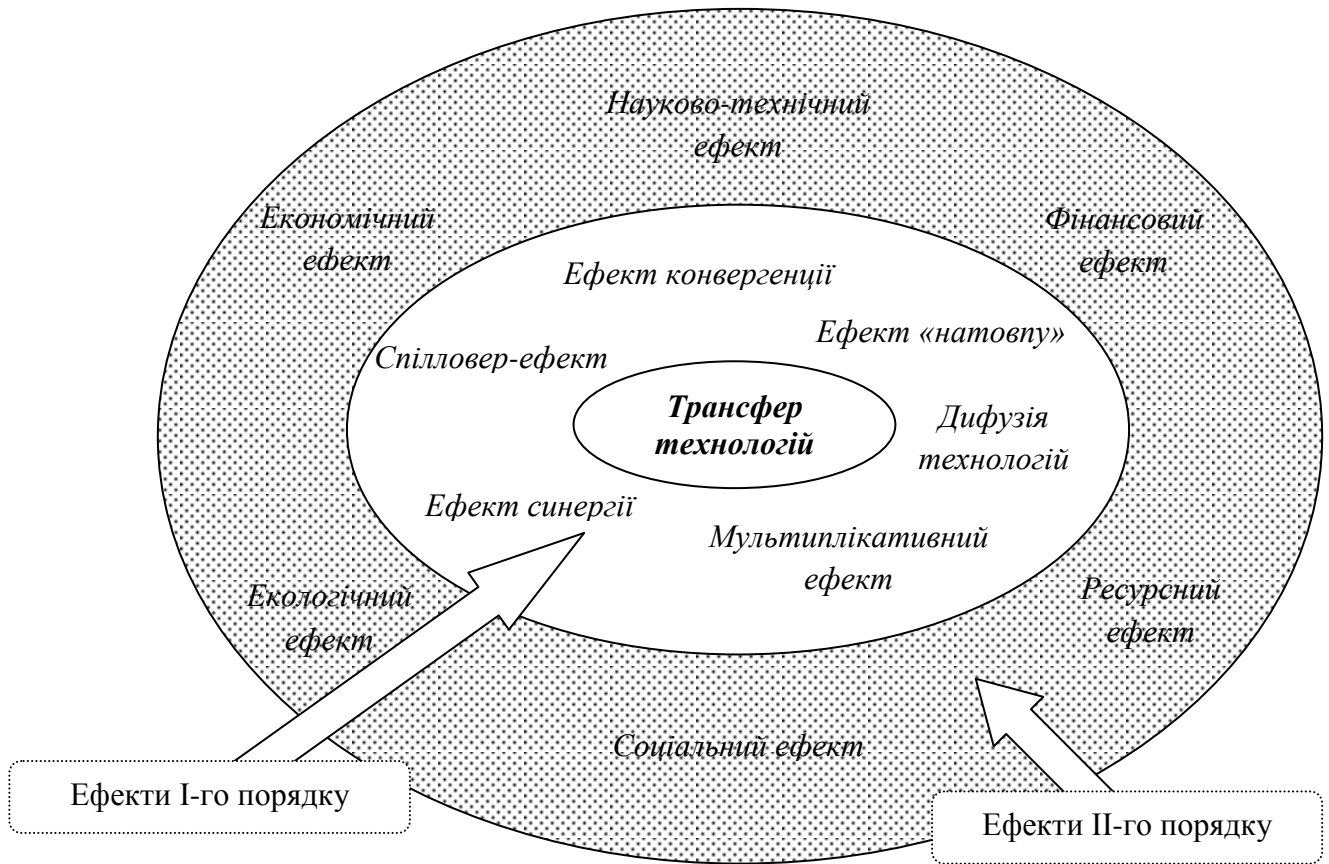 Науково-технічний
ефект
Економічний
ефект
Фінансовий
ефект
Ефект конвергенції
Ефект «натовпу»
Спілловер-ефект
Трансфер
технологій
Дифузія
технологій
Ефект синергії
Мультиплікативний
ефект
Екологічний
ефект
Ресурсний
ефект
Соціальний ефект
Ефекти І-го порядку
Ефекти ІІ-го порядку